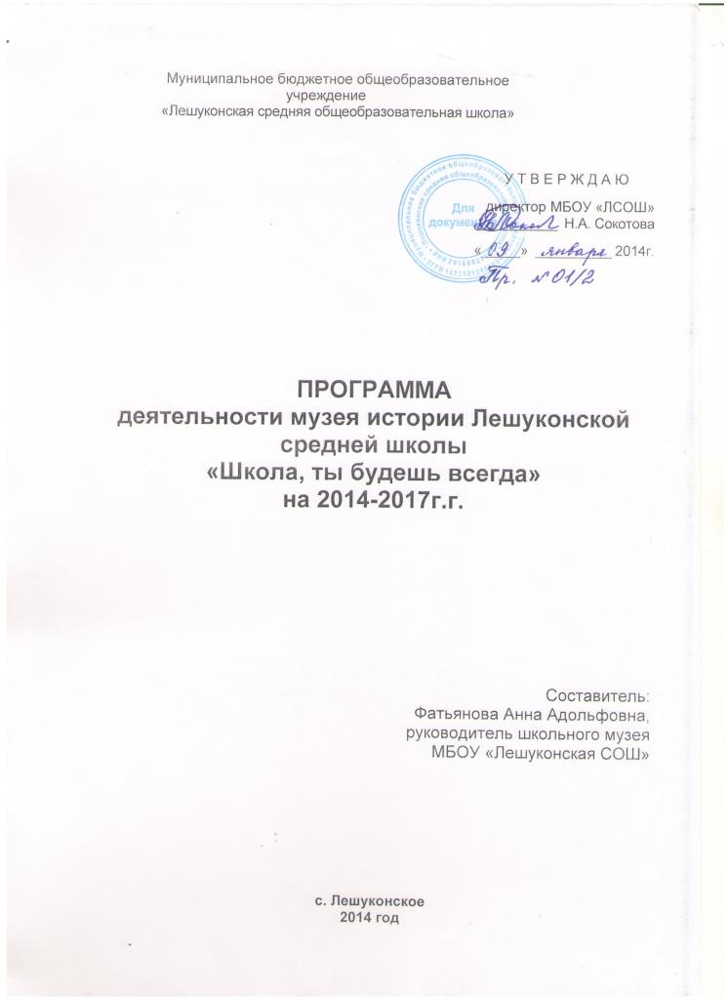 Муниципальное бюджетное общеобразовательное
учреждение
«Лешуконская средняя общеобразовательная школа»
У Т В Е Р Ж Д А Ю
директор МБОУ «ЛСОШ»
Н.А. Сокотова
« 09 » января 2014г.
Пр. № 01/2
Для
ПРОГРАММА
деятельности музея истории Лешуконской
средней школы
«Школа, ты будешь всегда»
на 2014-2017г.г.
Составитель:
Фатьянова Анна Адольфовна,
руководитель школьного музея
МБОУ «Лешуконская СОШ»
с. Лешуконское
2014 год